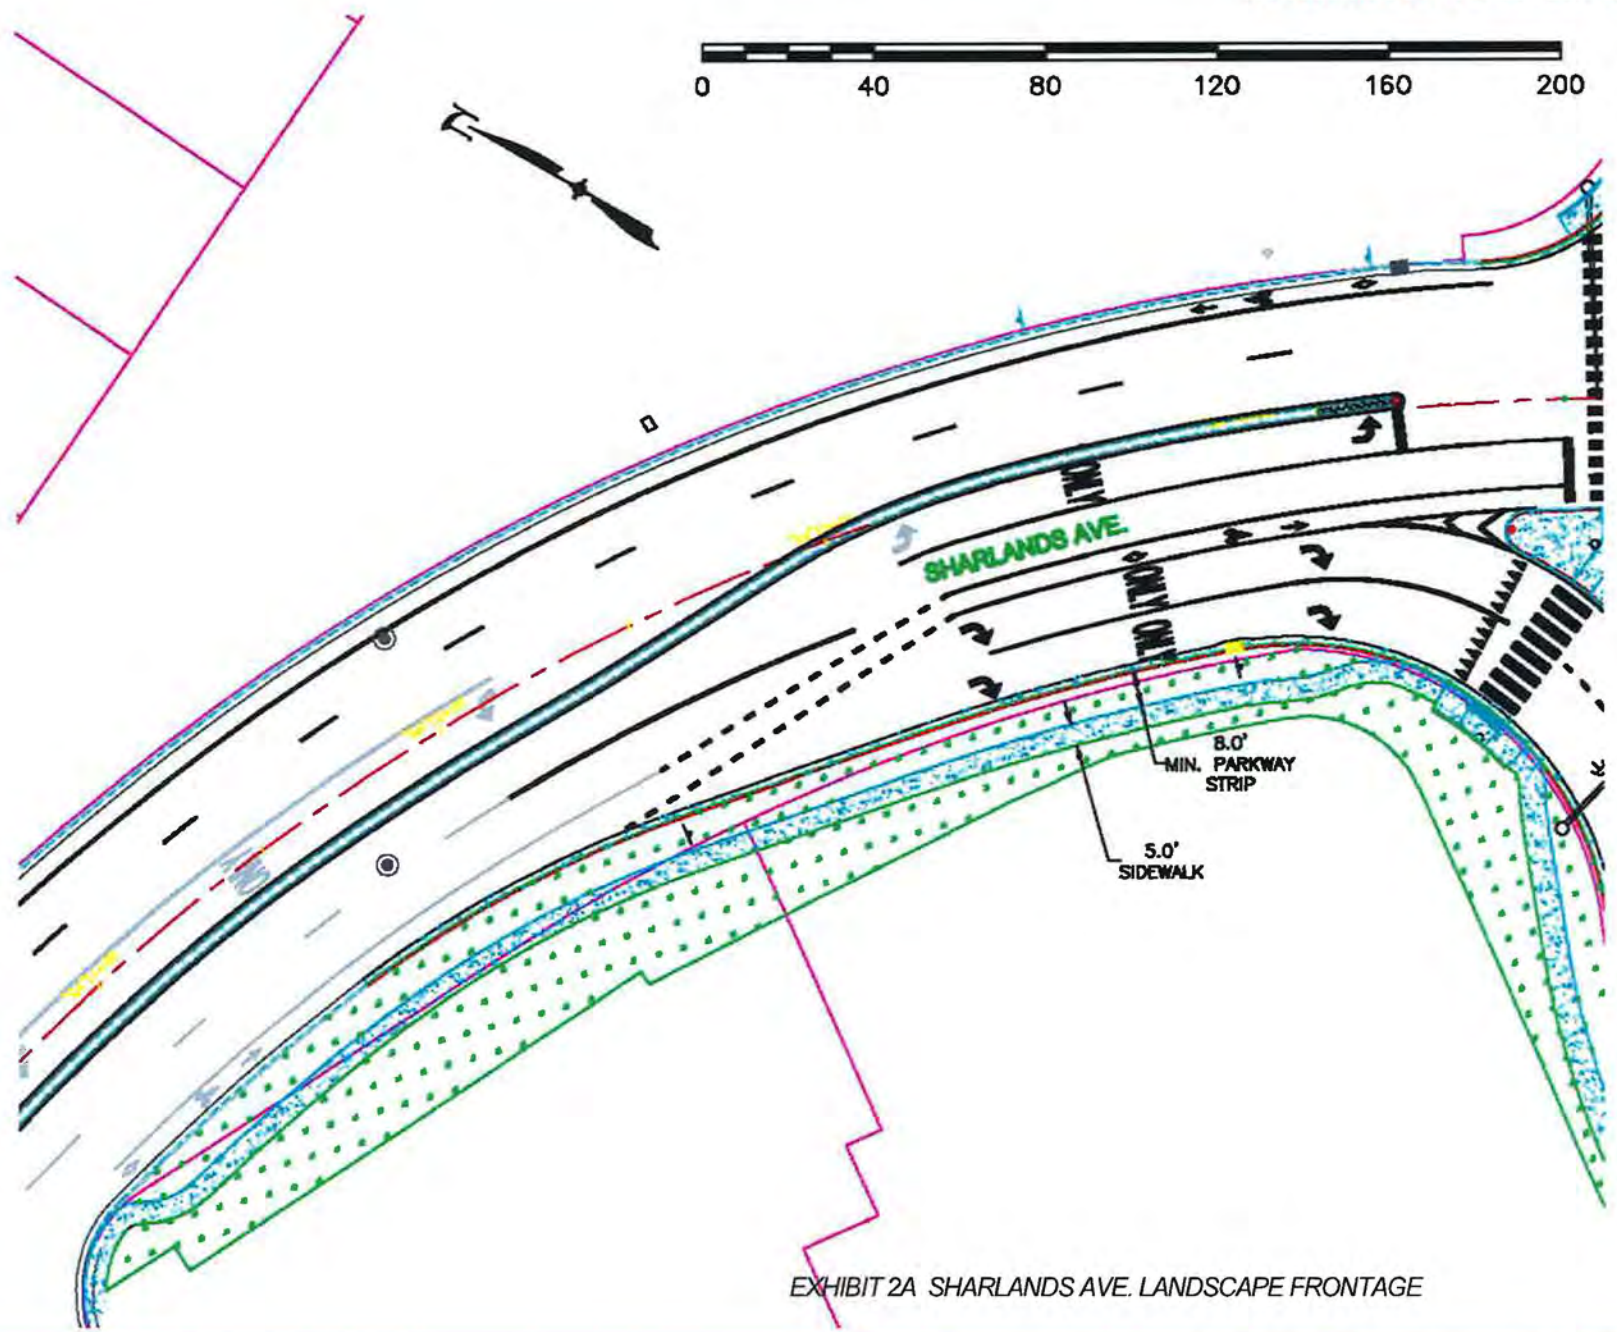 0 40 80 120 160 200
ONLY
SHARLANDS AVE.
ONLY
ONLY
8.0'
MIN. PARKWAY
STRIP
5.0'
SIDEWALK
ONLY
EXHIBIT 2A SHARLANDS AVE. LANDSCAPE FRONTAGE